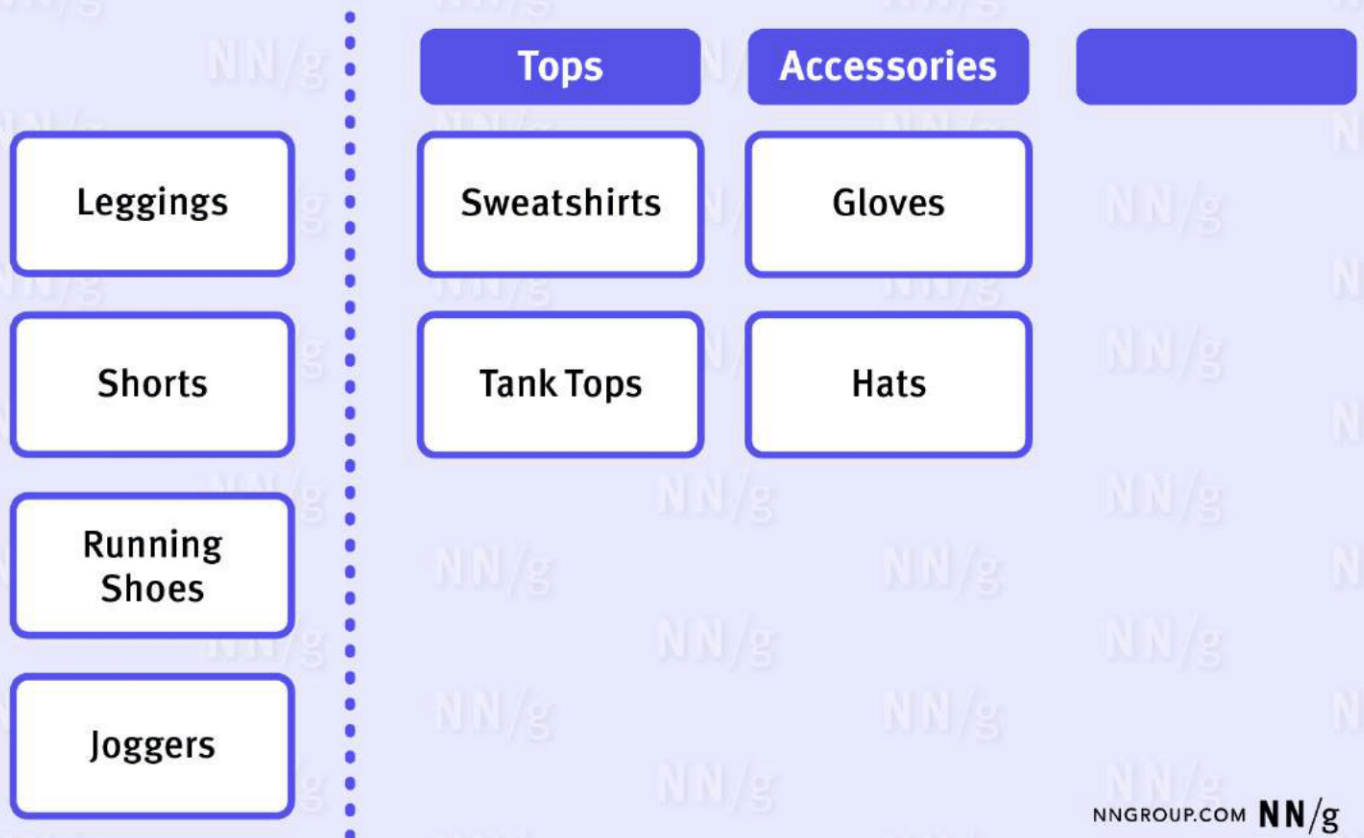 Tops
Accessories
Leggings
Sweatshirts
Gloves
Shorts
Tank Tops
Hats
Running
Shoes
Joggers
NNGROUP.COM NN/g